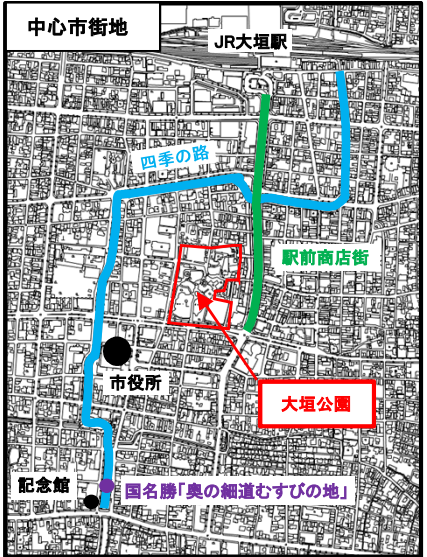 中心市街地
JR大垣駅
四季の路
駅前商店街
市役所
大垣公園
記念館
国名勝「奥の細道むすびの地」